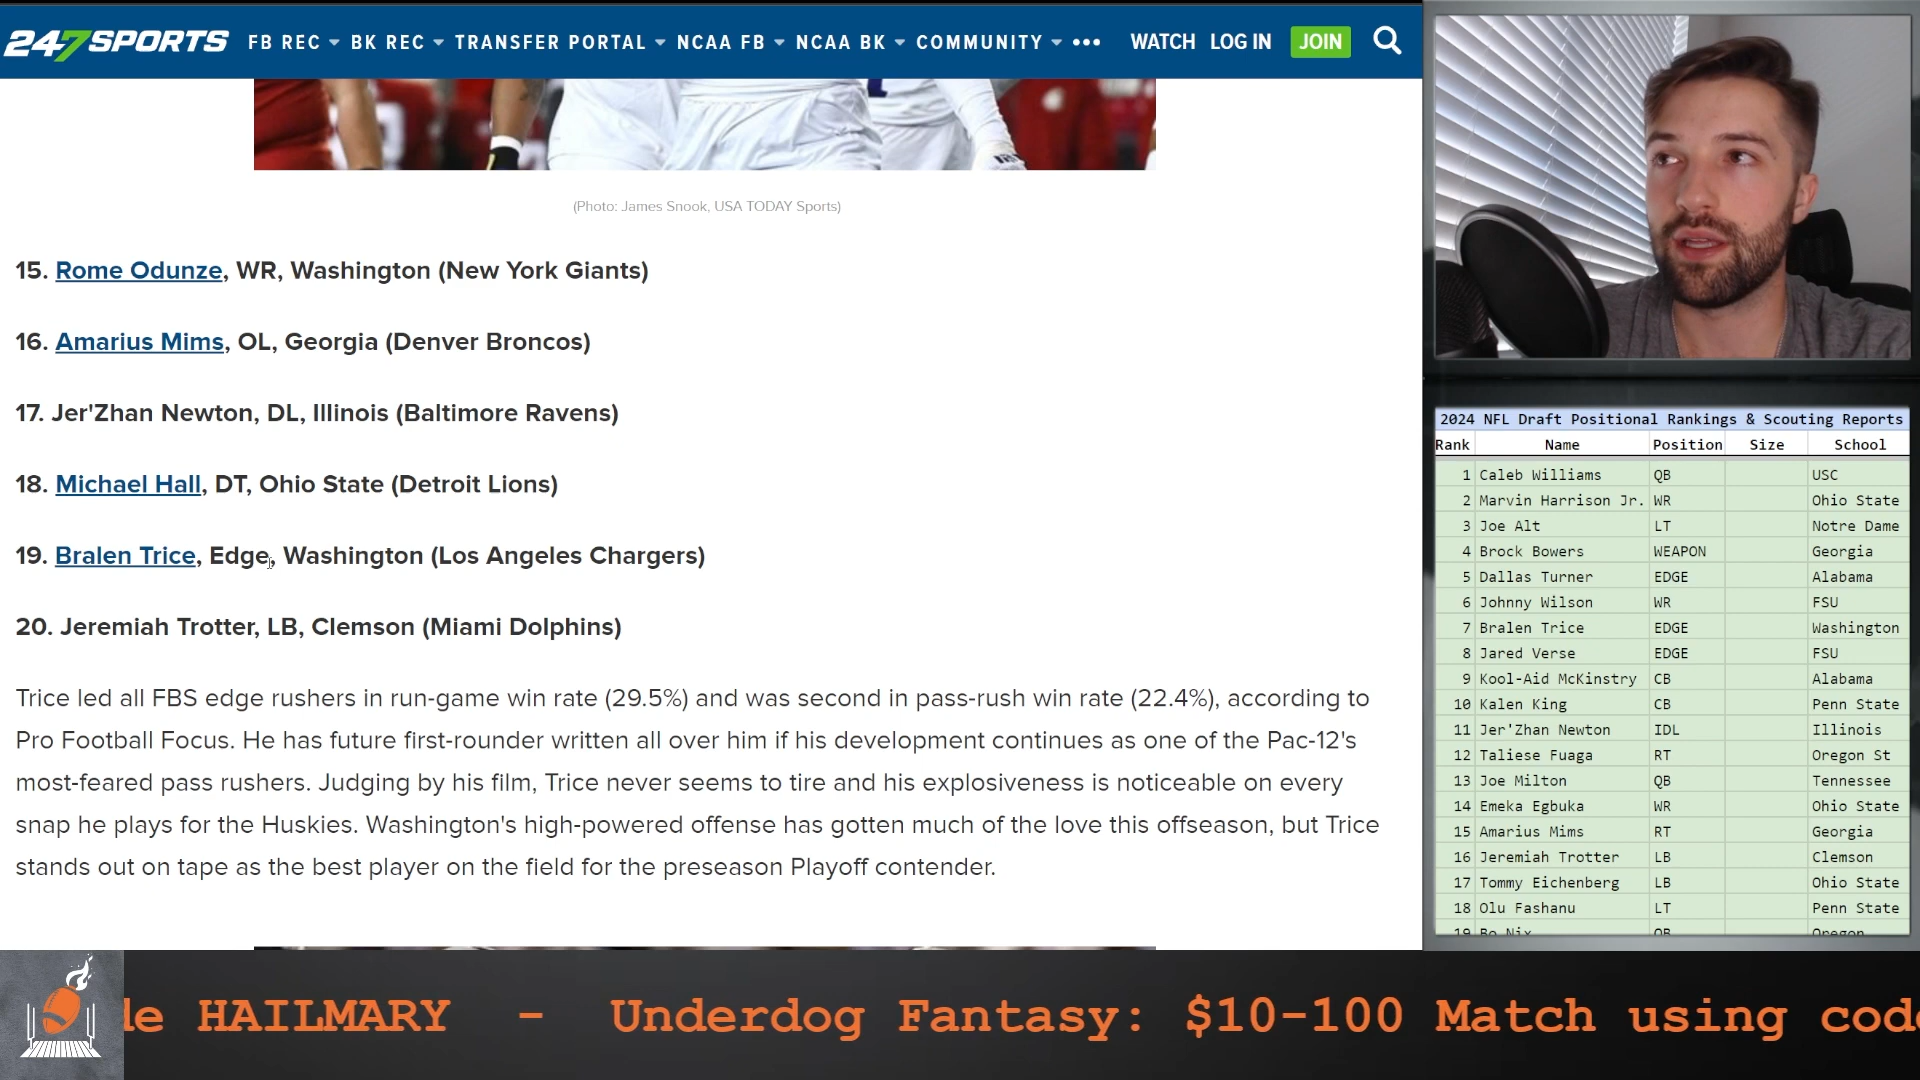 247SPORTS FB REC BK REC TRANSFER PORTAL NCAA FB NCAA BK COMMUNITY ••• WATCH LOG IN JOIN
(Photo: James Snook, USA TODAY Sports)
15. Rome Odunze, WR, Washington (New York Giants)
16. Amarius Mims, OL, Georgia (Denver Broncos)
17. Jer'Zhan Newton, DL, Illinois (Baltimore Ravens)
18. Michael Hall, DT, Ohio State (Detroit Lions)
19. Bralen Trice, Edge, Washington (Los Angeles Chargers)
20. Jeremiah Trotter, LB, Clemson (Miami Dolphins)
Trice led all FBS edge rushers in run-game win rate (29.5%) and was second in pass-rush win rate (22.4%), according to
Pro Football Focus. He has future first-rounder written all over him if his development continues as one of the Pac-12's
most-feared pass rushers. Judging by his film, Trice never seems to tire and his explosiveness is noticeable on every
snap he plays for the Huskies. Washington's high-powered offense has gotten much of the love this offseason, but Trice
stands out on tape as the best player on the field for the preseason Playoff contender.
2024 NFL Draft Positional Rankings & Scouting Reports
Rank Name Position Size School
1 Caleb Williams QB USC
2 Marvin Harrison Jr. WR Ohio State
3 Joe Alt LT Notre Dame
4 Brock Bowers WEAPON Georgia
5 Dallas Turner EDGE Alabama
6 Johnny Wilson WR FSU
7 Bralen Trice EDGE Washington
8 Jared Verse EDGE FSU
9 Kool-Aid McKinstry CB Alabama
10 Kalen King CB Penn State
11 Jer'Zhan Newton IDL Illinois
12 Taliese Fuaga RT Oregon St
13 Joe Milton QB Tennessee
14 Emeka Egbuka WR Ohio State
15 Amarius Mims RT Georgia
16 Jeremiah Trotter LB Clemson
17 Tommy Eichenberg LB Ohio State
18 Olu Fashanu LT Penn State
19 Bo Nix QB Oregon
de HAILMARY - Underdog Fantasy: $10-100 Match using code